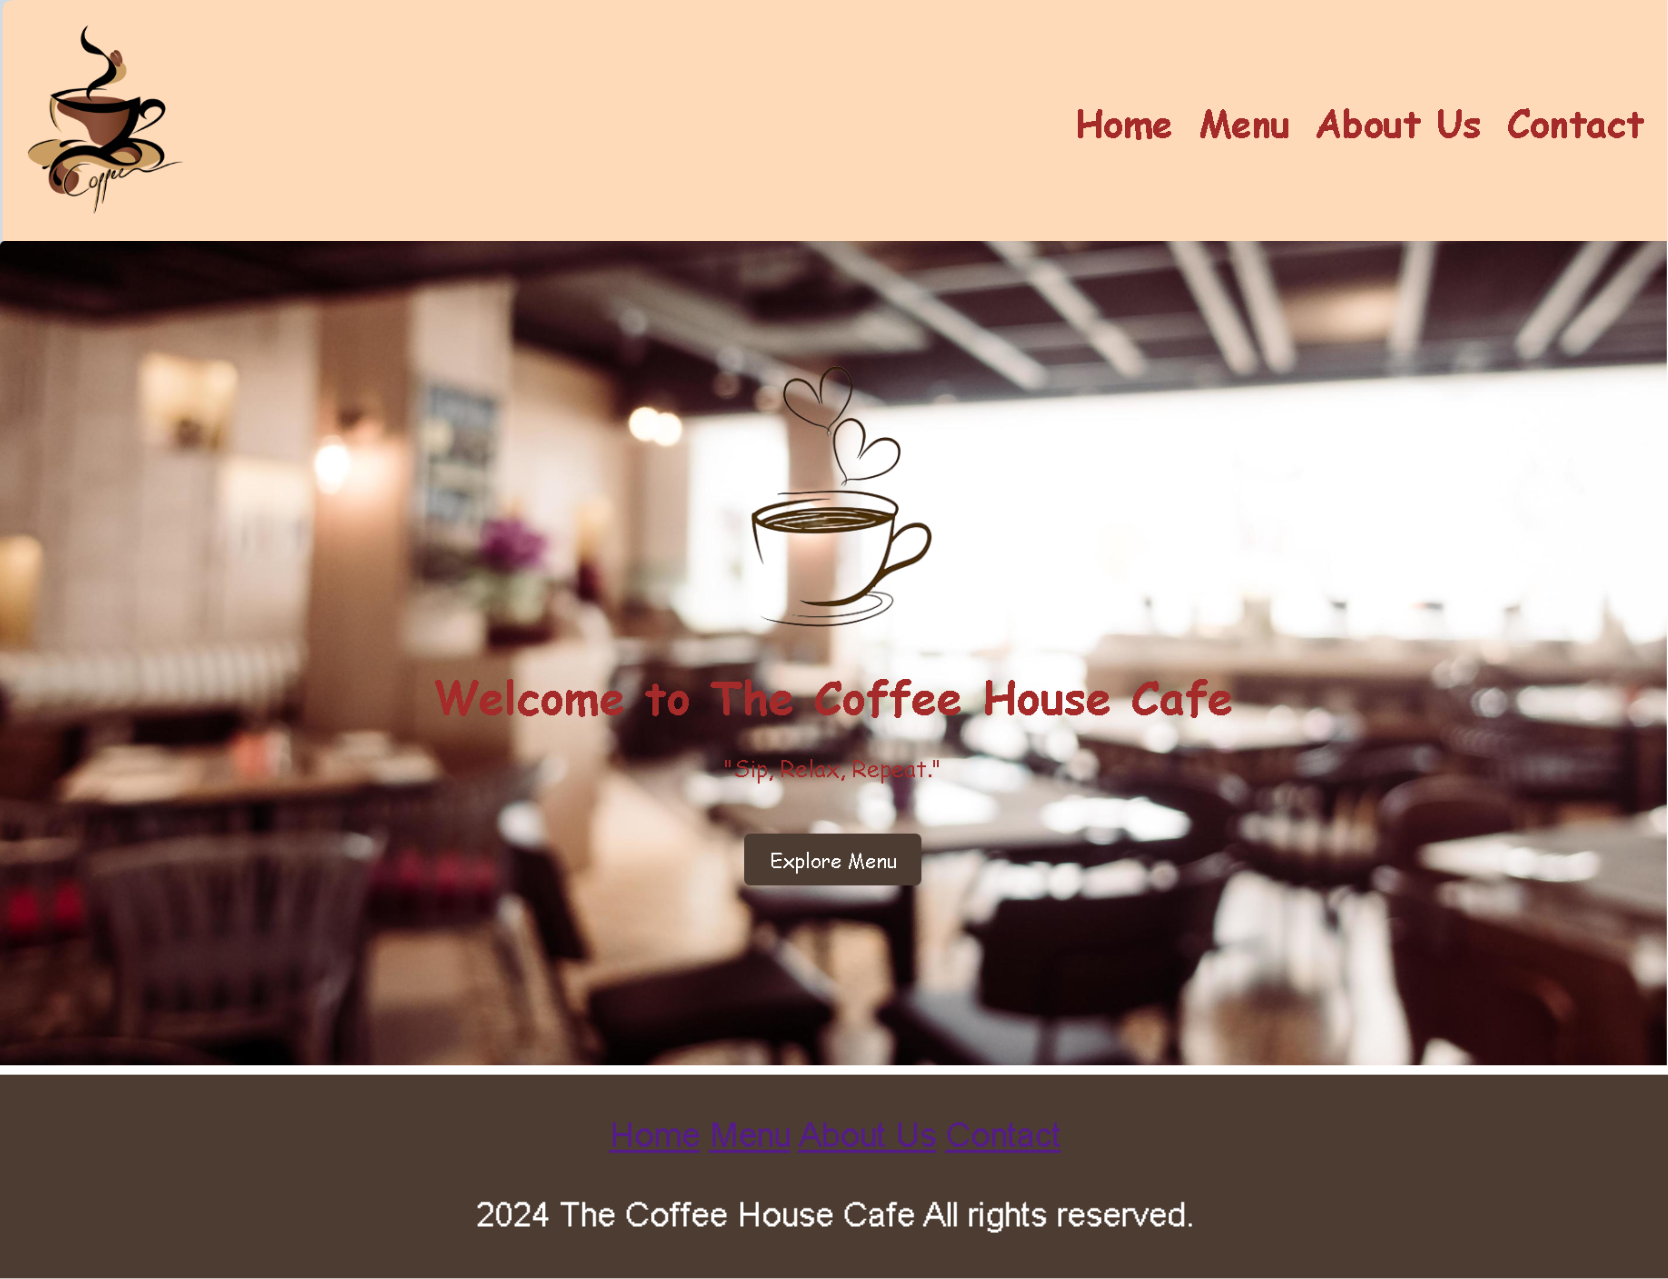 Coffee
Home Menu About Us Contact
Welcome to The Coffee House Cafe
"Sip, Relax, Repeat."
Explore Menu
Home Menu About Us Contact
2024 The Coffee House Cafe All rights reserved.